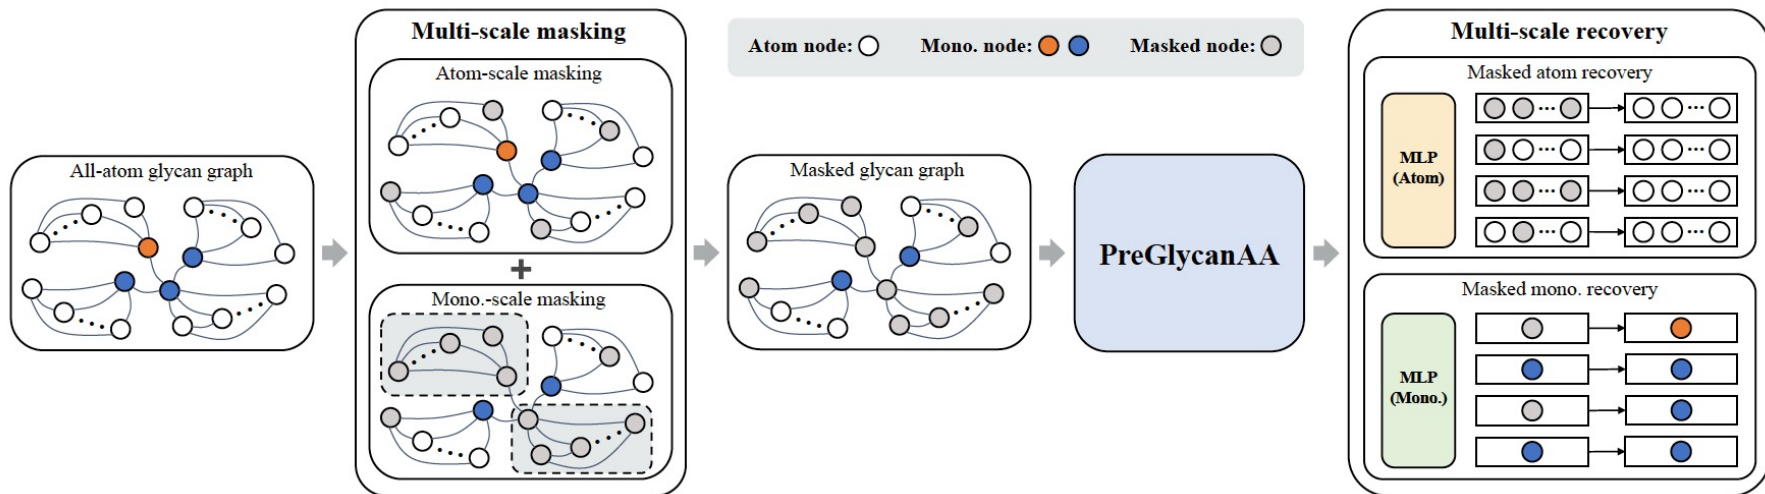 All-atom glycan graph
Multi-scale masking
Atom-scale masking
+
Mono.-scale masking
Atom node:
Mono. node:
Masked node:
Masked glycan graph
PreGlycanAA
Multi-scale recovery
Masked atom recovery
MLP
(Atom)
Masked mono. recovery
MLP
(Mono.)